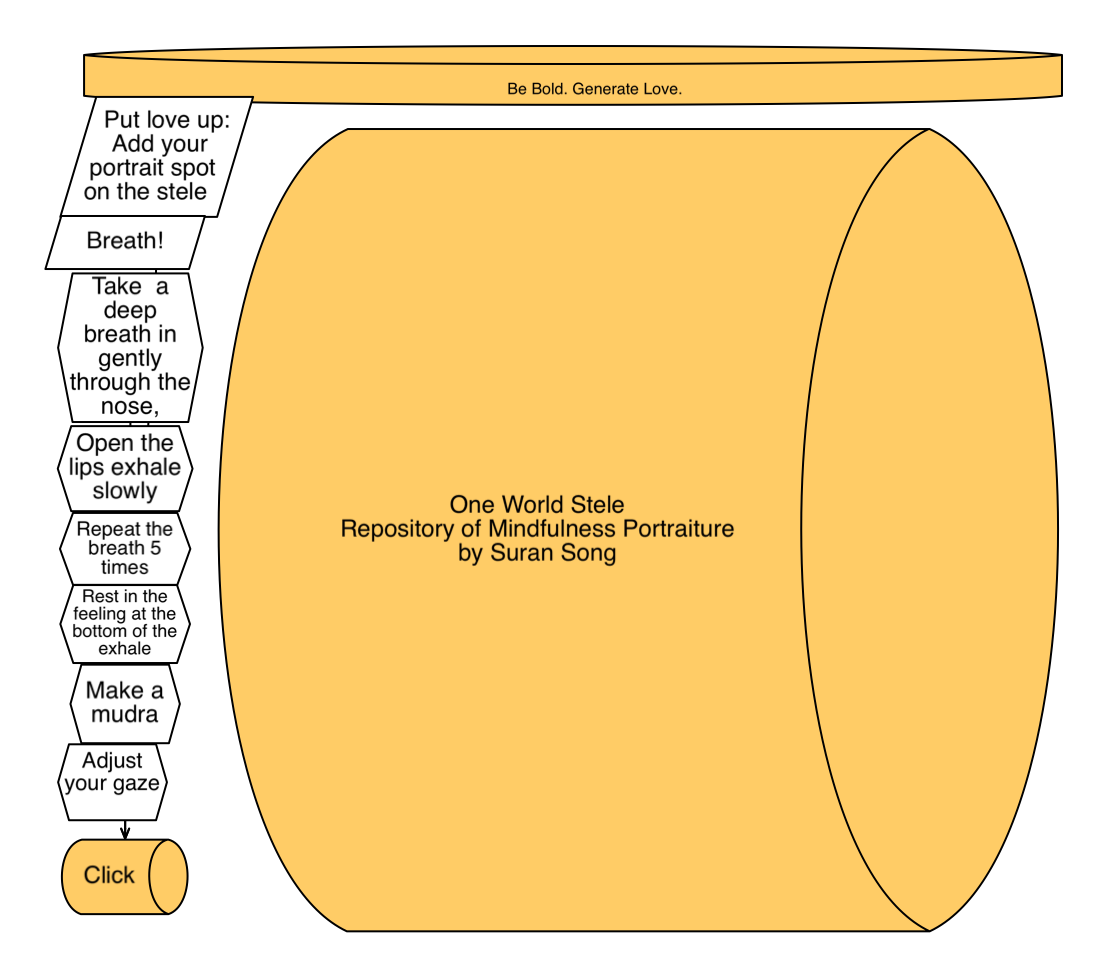 Be Bold. Generate Love.
Put love up:
Add your
portrait spot
on the stele
Breath!
Take a
deep
breath in
gently
through the
nose,
Open the
lips exhale
slowly
Repeat the
breath 5
times
Rest in the
feeling at the
bottom of the
exhale
Make a
mudra
Adjust
your gaze
Click
One World Stele
Repository of Mindfulness Portraiture
by Suran Song